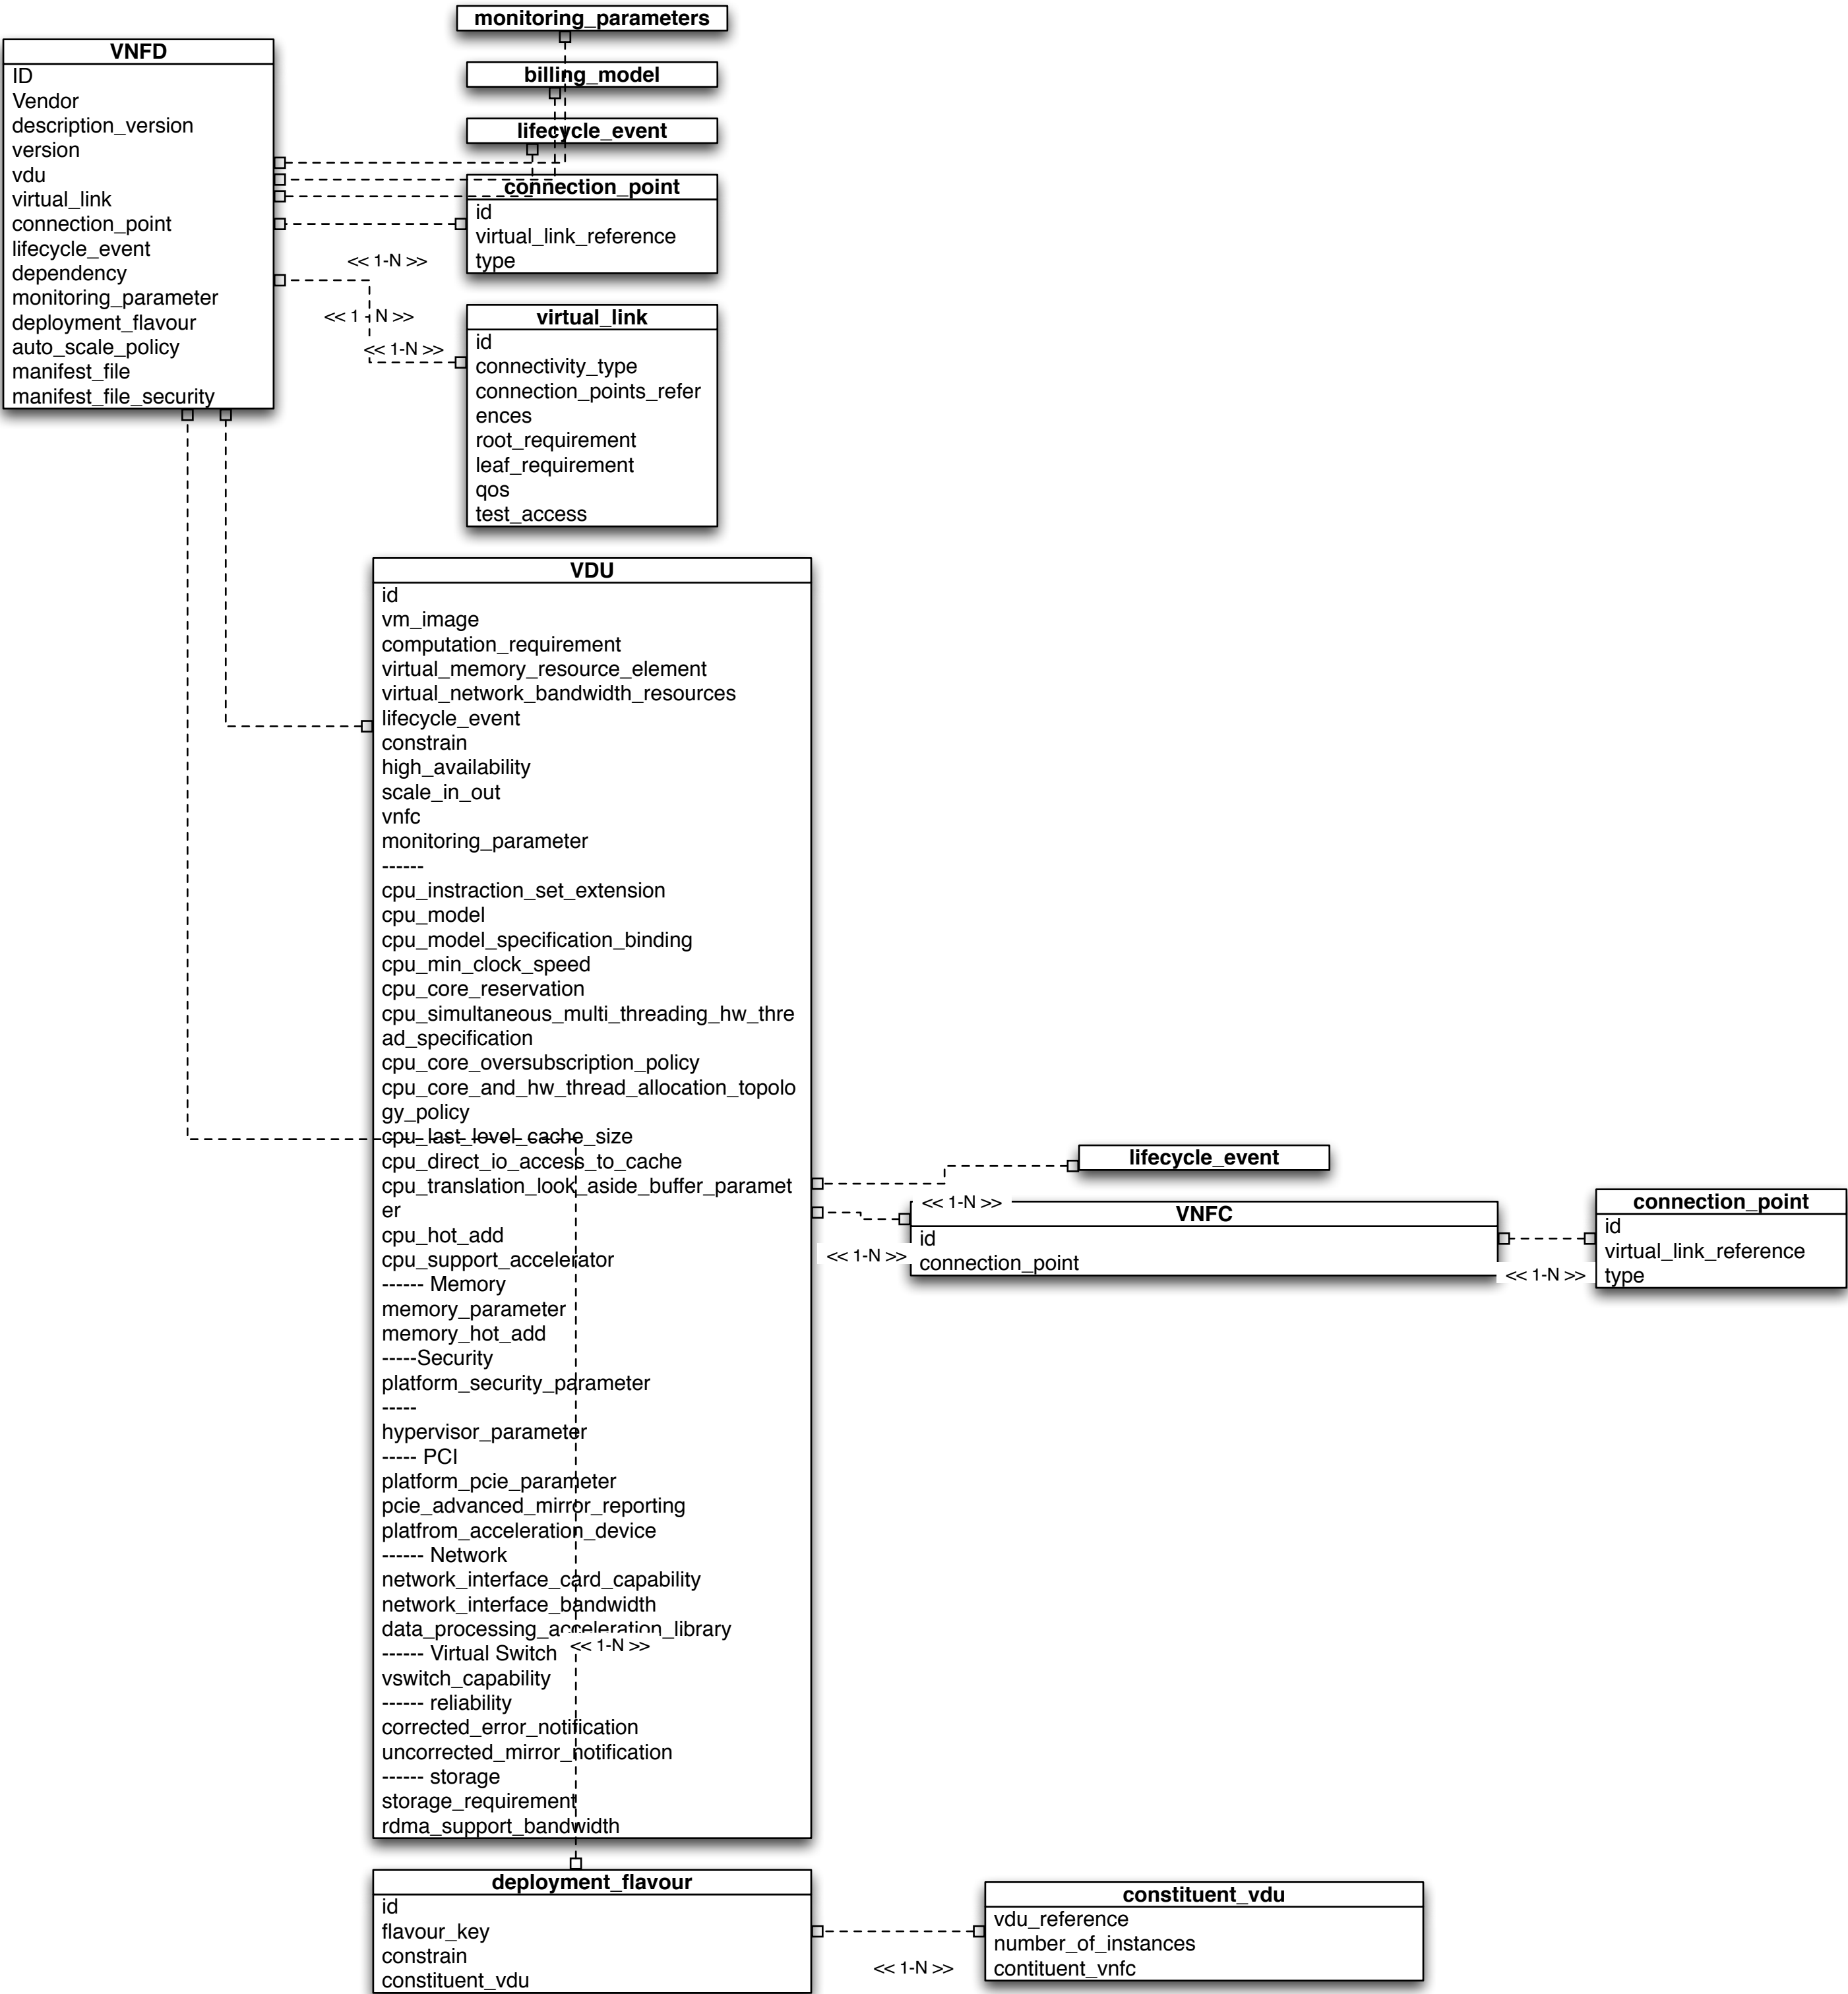 monitoring_parameters
VNFD
ID
Vendor
description_version
version
vdu
virtual_link
connection_point
lifecycle_event
dependency
monitoring_parameter
deployment_flavour
auto_scale_policy
manifest_file
manifest_file_security
billing_model
lifecycle_event
connection_point
id
virtual_link_reference
type
<< 1-N >>
<< 1 - N >>
<< 1-N >>
virtual_link
id
connectivity_type
connection_points_refer
ences
root_requirement
leaf_requirement
qos
test_access
VDU
id
vm_image
computation_requirement
virtual_memory_resource_element
virtual_network_bandwidth_resources
lifecycle_event
constrain
high_availability
scale_in_out
vnfc
monitoring_parameter
------
cpu_instraction_set_extension
cpu_model
cpu_model_specification_binding
cpu_min_clock_speed
cpu_core_reservation
cpu_simultaneous_multi_threading_hw_thre
ad_specification
cpu_core_oversubscription_policy
cpu_core_and_hw_thread_allocation_topolo
gy_policy
cpu_last_level_cache_size
cpu_direct_io_access_to_cache
cpu_translation_look_aside_buffer_paramet
er
cpu_hot_add
cpu_support_accelerator
------ Memory
memory_parameter
memory_hot_add
-----Security
platform_security_parameter
-----
hypervisor_parameter
----- PCI
platform_pcie_parameter
pcie_advanced_mirror_reporting
platfrom_acceleration_device
------ Network
network_interface_card_capability
network_interface_bandwidth
data_processing_acceleration_library
<< 1-N >>
------ Virtual Switch
vswitch_capability
------ reliability
corrected_error_notification
uncorrected_mirror_notification
------ storage
storage_requirement
rdma_support_bandwidth
lifecycle_event
<< 1-N >>
VNFC
id
connection_point
<< 1-N >>
connection_point
id
virtual_link_reference
type
<< 1-N >>
deployment_flavour
id
flavour_key
constrain
constituent_vdu
<< 1-N >>
constituent_vdu
vdu_reference
number_of_instances
contituent_vnfc